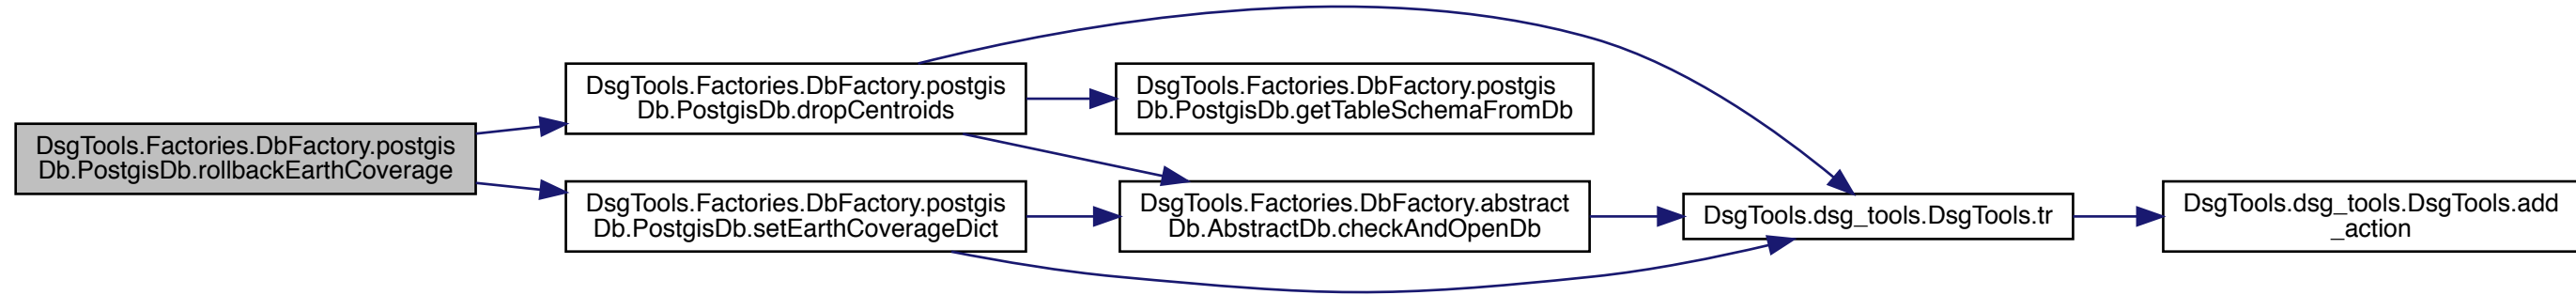 DsgTools.Factories.DbFactory.postgis
Db.PostgisDb.rollbackEarthCoverage
DsgTools.Factories.DbFactory.postgis
Db.PostgisDb.dropCentroids
DsgTools.Factories.DbFactory.postgis
Db.PostgisDb.setEarthCoverageDict
DsgTools.Factories.DbFactory.postgis
Db.PostgisDb.getTableSchemaFromDb
DsgTools.Factories.DbFactory.abstract
Db.AbstractDb.checkAndOpenDb
DsgTools.dsg_tools.DsgTools.tr
DsgTools.dsg_tools.DsgTools.add
_action